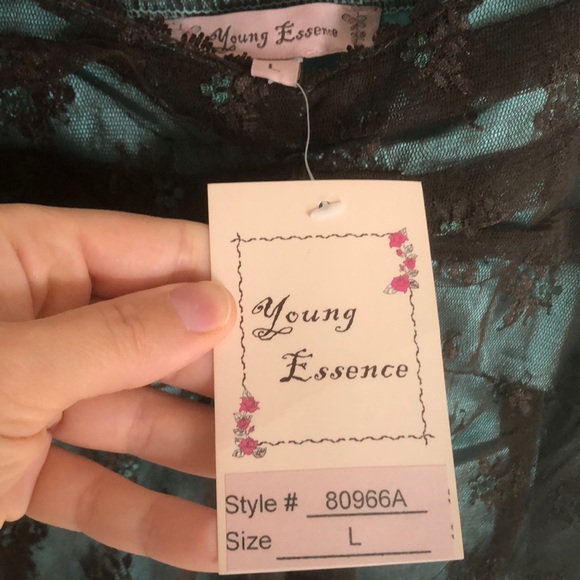 Young Essence
L
Young
Essence
Style # 80966A
Size L